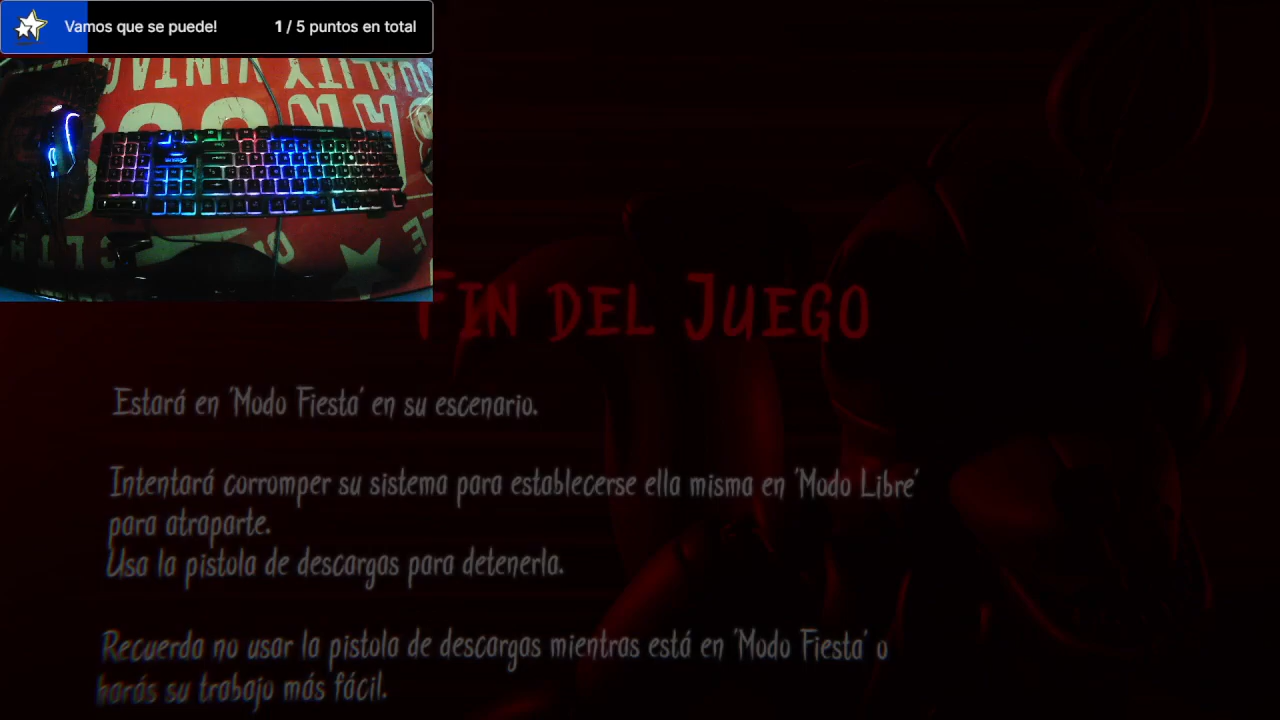 Vamos que se puede!
1 / 5 puntos en total
QUALITY VINTAG
Fin del Juego
Estará en 'Modo Fiesta' en su escenario.
Intentará corromper su sistema para establecerse ella misma en 'Modo Libre'
para atraparte.
Usa la pistola de descargas para detenerla.
Recuerda no usar la pistola de descargas mientras está en 'Modo Fiesta' o
harás su trabajo más fácil.